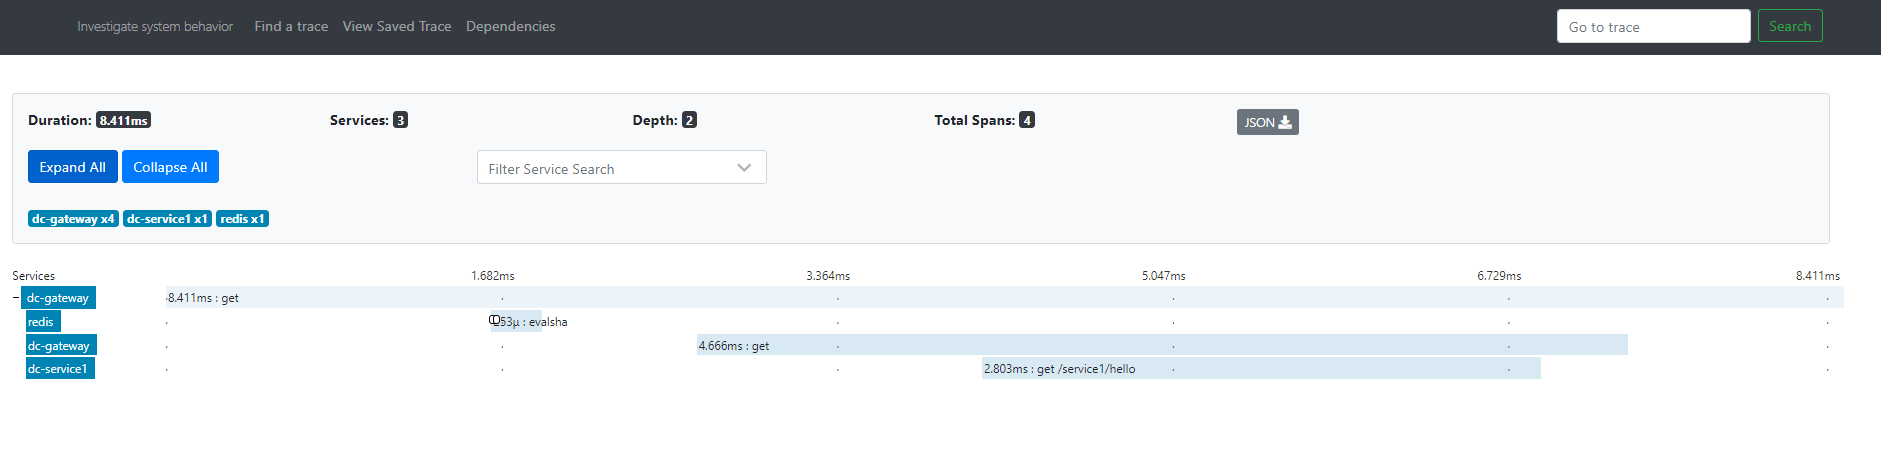 Investigate system behavior Find a trace View Saved Trace Dependencies Go to trace Search
Duration: 8.411ms Services: 3 Depth: 2 Total Spans: 4 JSON
Expand All Collapse All Filter Service Search
dc-gateway x4 dc-service1 x1 redis x1
Services 1.682ms 3.364ms 5.047ms 6.729ms 8.411ms
dc-gateway 8.411ms : get
redis 53µ : evalsha
dc-gateway 4.666ms : get
dc-service1 2.803ms : get /service1/hello